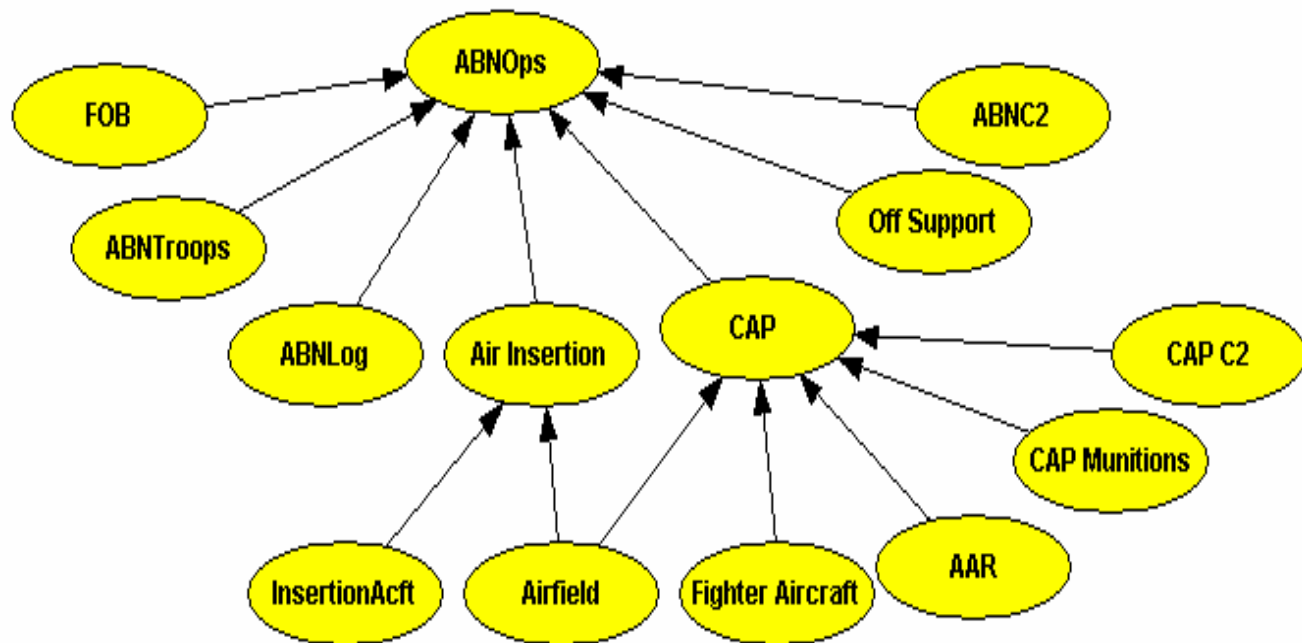 ABNOps
FOB
ABNC2
Off Support
ABNTroops
CAP
ABNLog
Air Insertion
CAP C2
CAP Munitions
InsertionAcft
Airfield
Fighter Aircraft
AAR